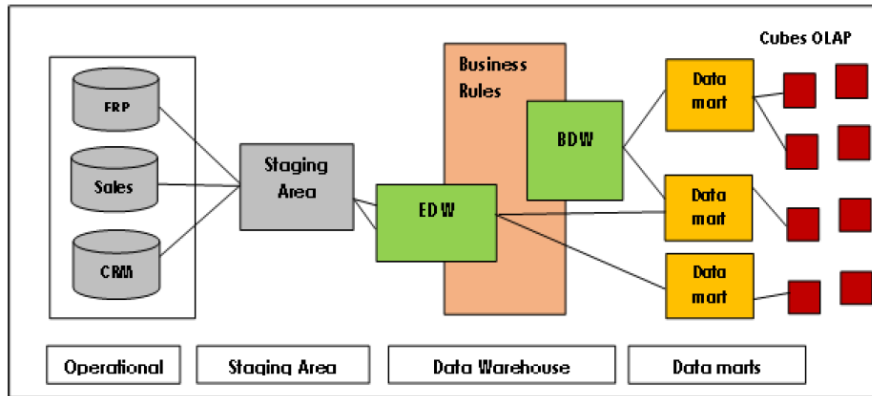 Cubes OLAP
Business
Rules
Data
mart
ERP
BDW
Staging
Area
Sales
EDW
Data
mart
CRM
Data
mart
Operational
Staging Area
Data Warehouse
Data marts